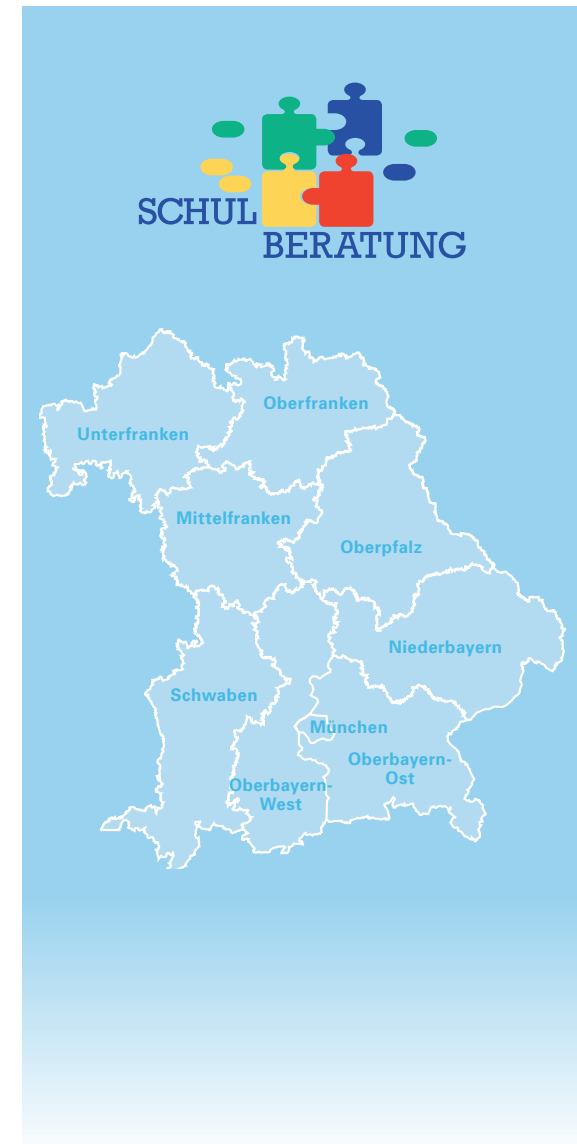 SCHUL
BERATUNG
Oberfranken
Unterfranken
Mittelfranken
Oberpfalz
Niederbayern
Schwaben
München
Oberbayern-
Ost
Oberbayern-
West